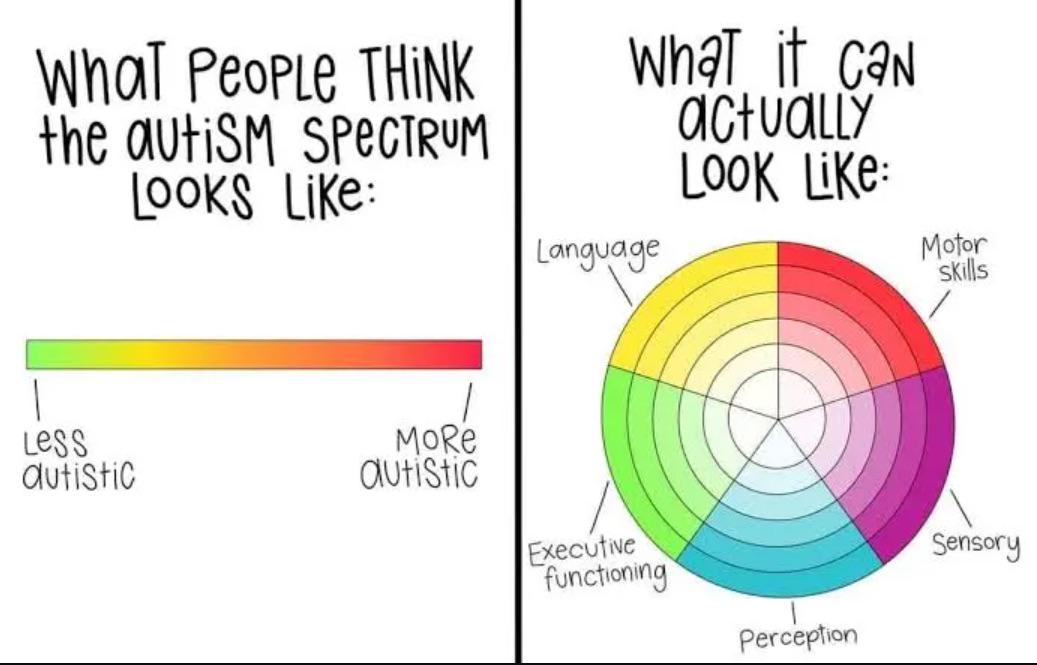 What PEOPLE THiNK
the autiSM SPECTRUM
LOOKS LiKE:
LESS
autistic
MORE
autistic
What it can
actually
LOOK LiKE:
Language
Motor
skills
Executive
functioning
Sensory
Perception